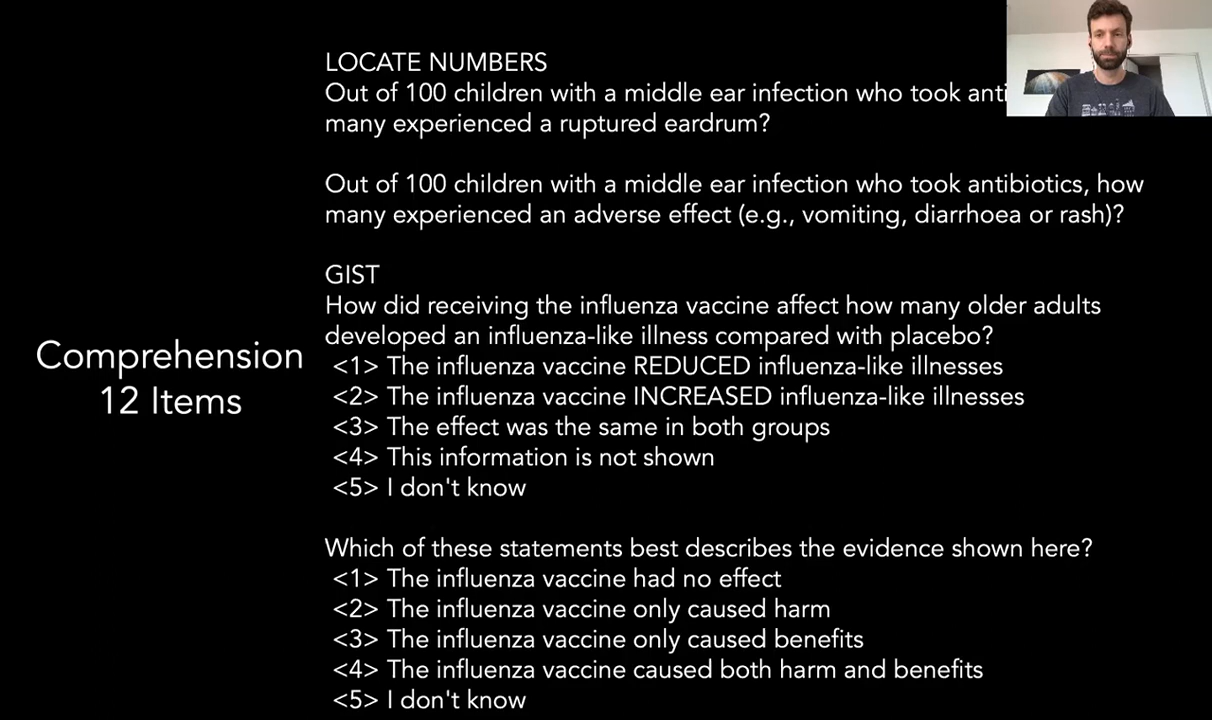 LOCATE NUMBERS
Out of 100 children with a middle ear infection who took
many experienced a ruptured eardrum?
Out of 100 children with a middle ear infection who took antibiotics, how
many experienced an adverse effect (e.g., vomiting, diarrhoea or rash)?
GIST
How did receiving the influenza vaccine affect how many older adults
developed an influenza-like illness compared with placebo?
<1> The influenza vaccine REDUCED influenza-like illnesses
<2> The influenza vaccine INCREASED influenza-like illnesses
<3> The effect was the same in both groups
<4> This information is not shown
<5> I don't know
Which of these statements best describes the evidence shown here?
<1> The influenza vaccine had no effect
<2> The influenza vaccine only caused harm
<3> The influenza vaccine only caused benefits
<4> The influenza vaccine caused both harm and benefits
<5> I don't know
Comprehension
12 Items